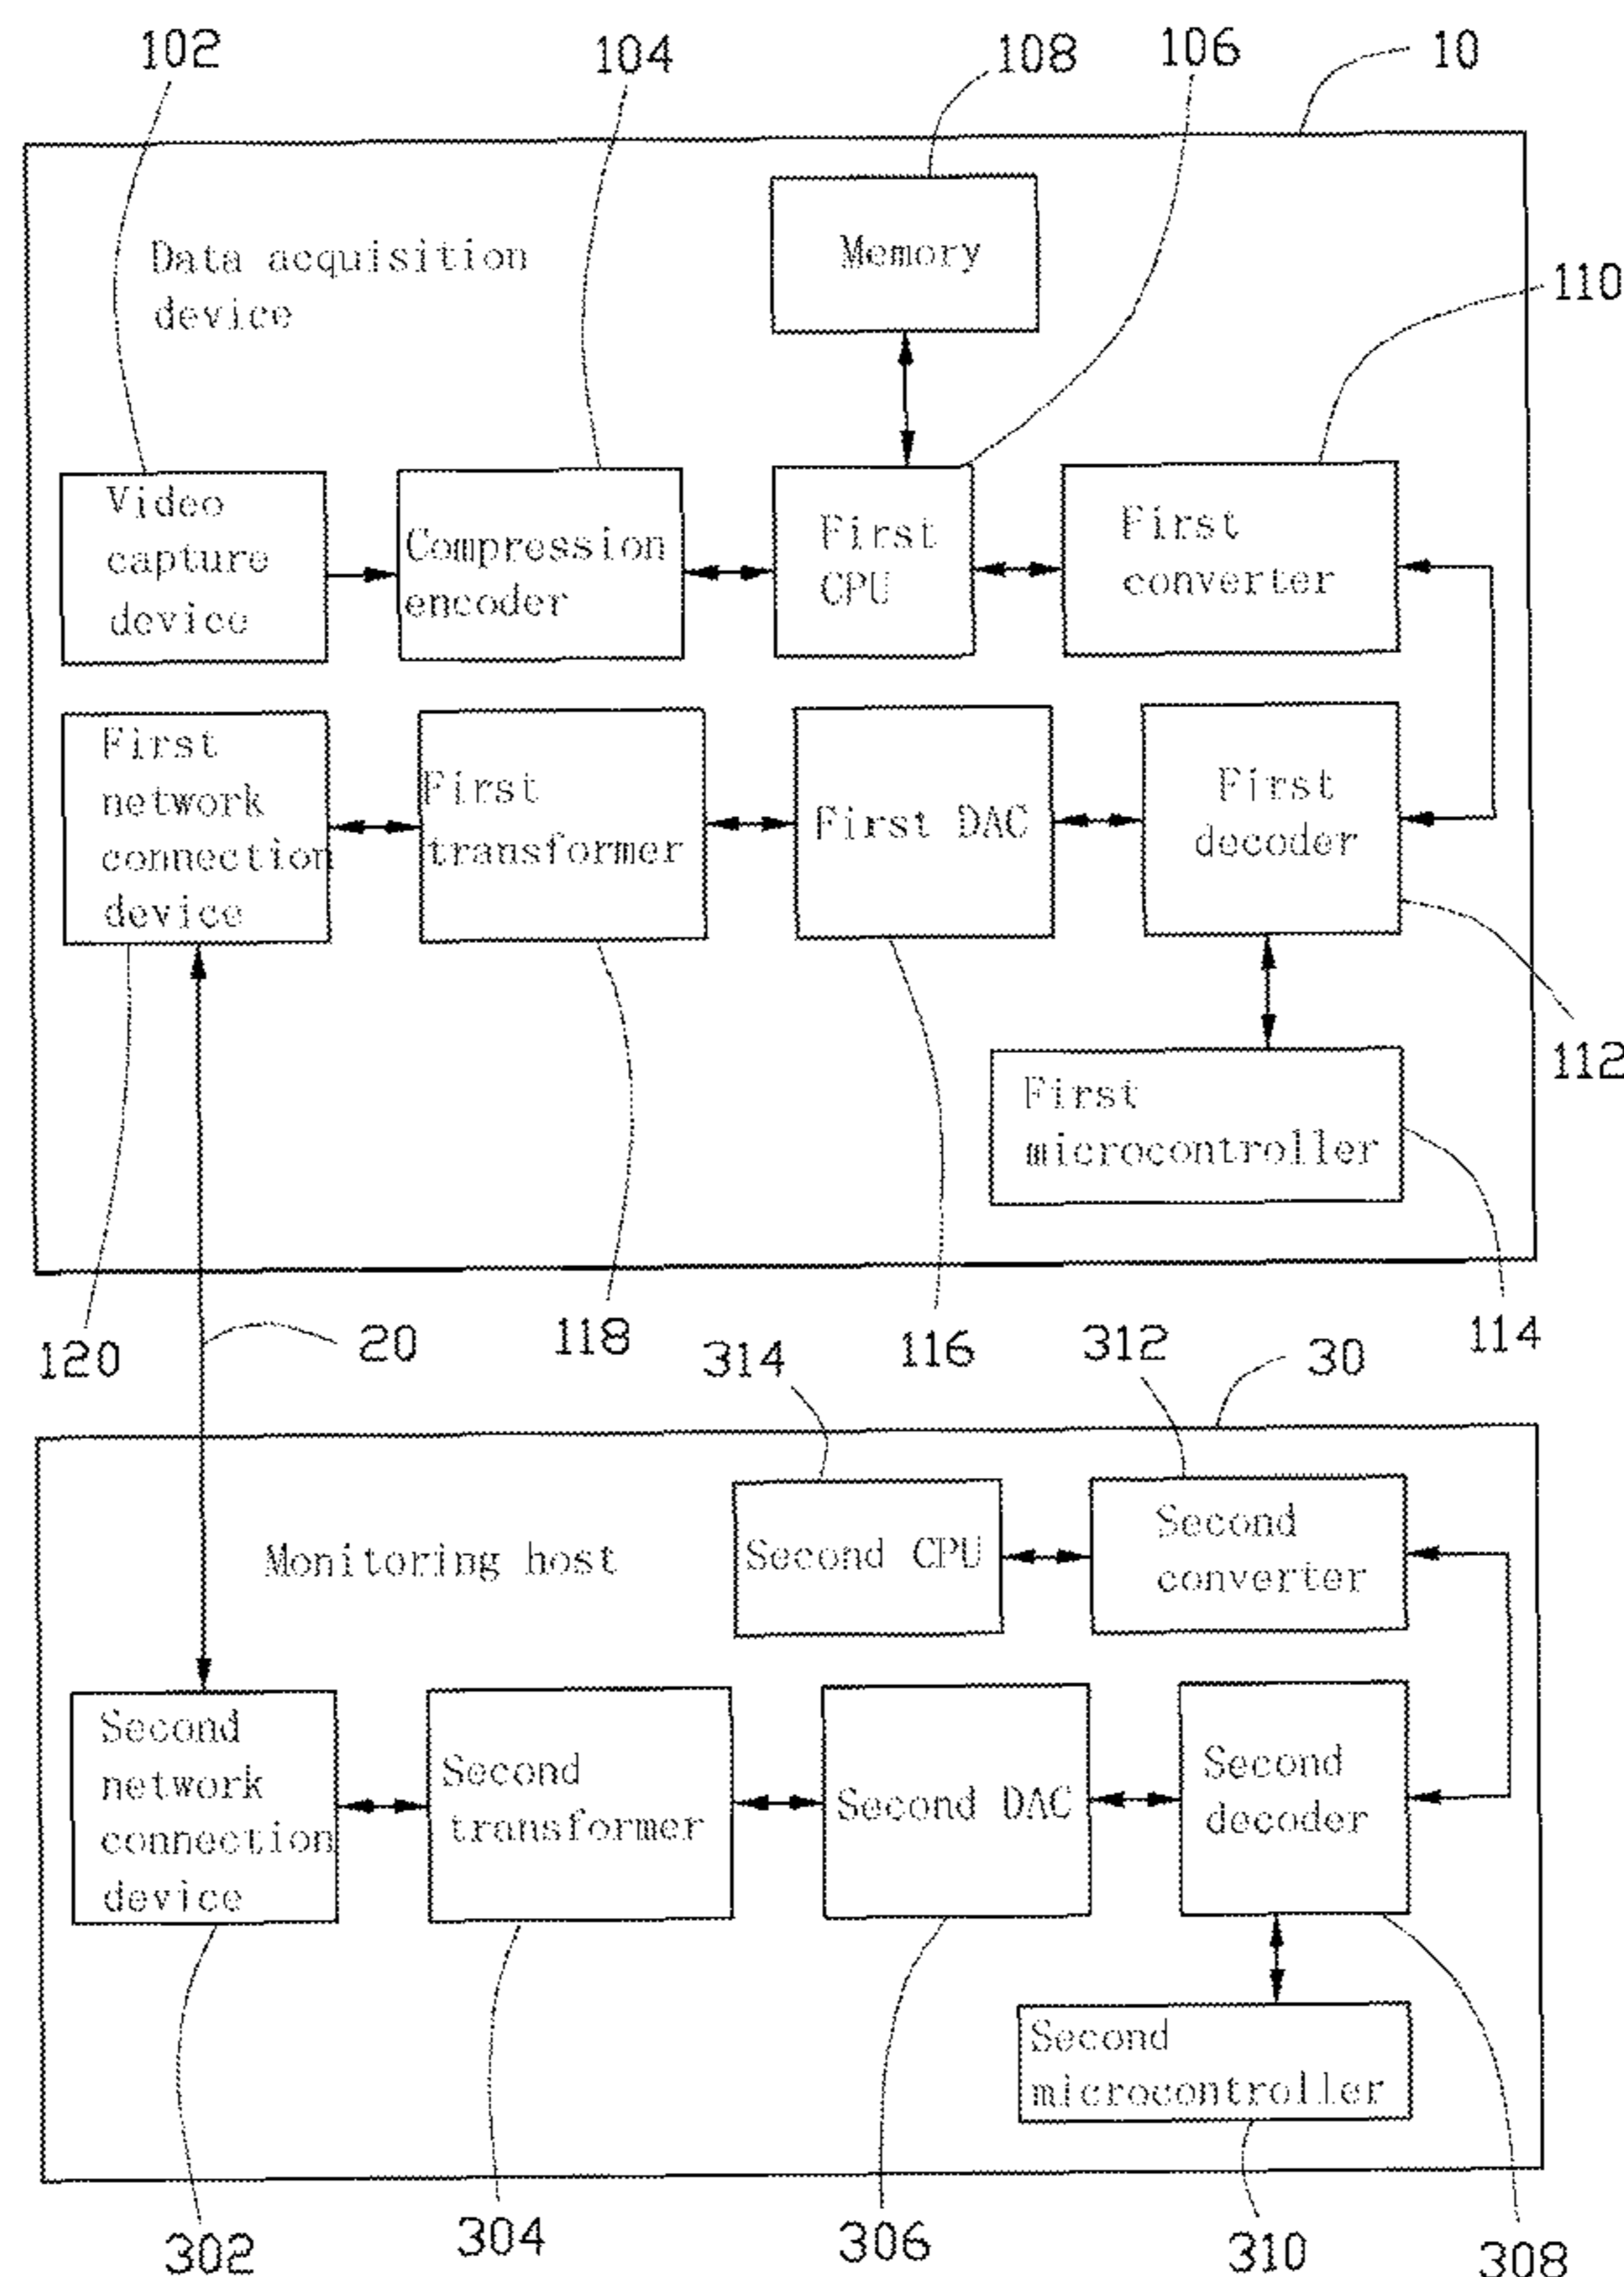 102
104
108
106
10
Data acquisition
device
Memory
110
Video
capture
device
Compression
encoder
First
CPU
First
converter
First
network
connection
device
First
transformer
First DAC
First
decoder
112
First
microcontroller
120
20
118
116
114
314
312
30
Monitoring host
Second CPU
Second
converter
Second
network
connection
device
Second
transformer
Second DAC
Second
decoder
Second
microcontroller
302
304
306
310
308